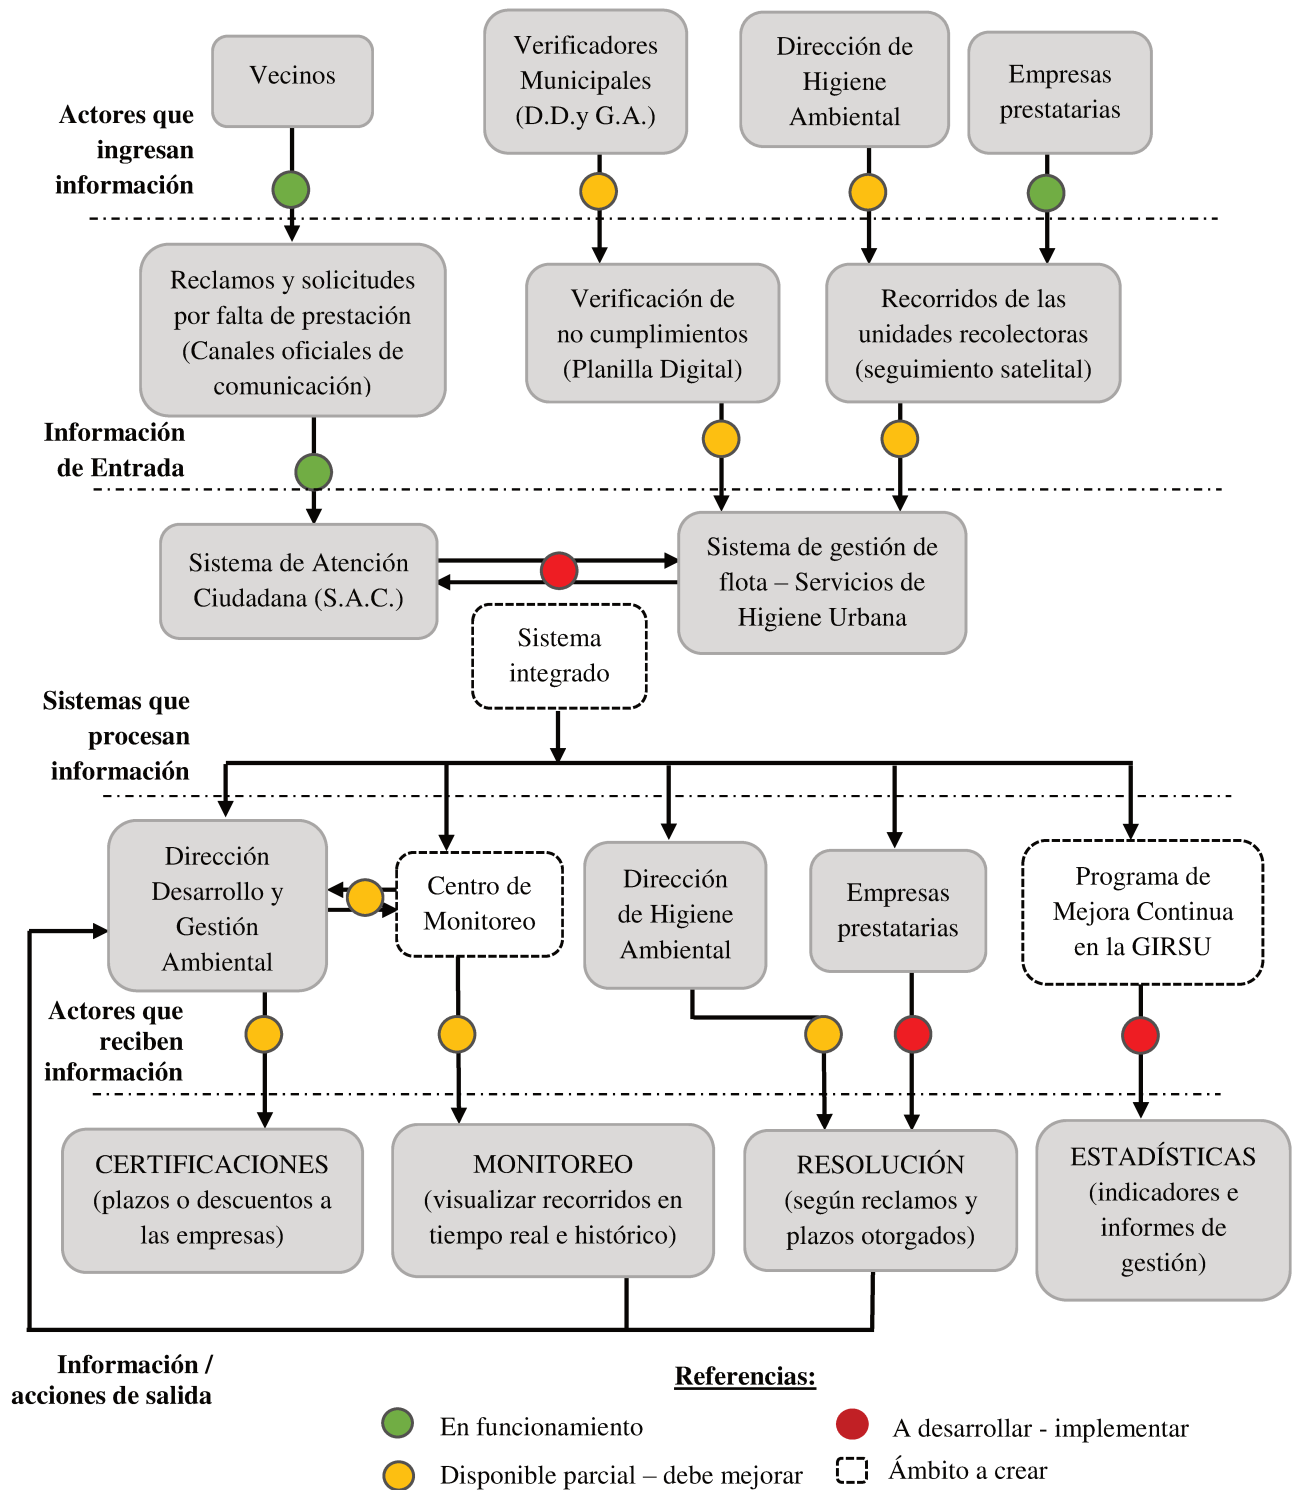 Vecinos
Verificadores
Municipales
(D.D.y G.A.)
Dirección de
Higiene
Ambiental
Empresas
prestatarias
Actores que
ingresan
información
Reclamos y solicitudes
por falta de prestación
(Canales oficiales de
comunicación)
Verificación de
no cumplimientos
(Planilla Digital)
Recorridos de las
unidades recolectoras
(seguimiento satelital)
Información
de Entrada
Sistema de Atención
Ciudadana (S.A.C.)
Sistema de gestión de
flota – Servicios de
Higiene Urbana
Sistema
integrado
Sistemas que
procesan
información
Dirección
Desarrollo y
Gestión
Ambiental
Centro de
Monitoreo
Dirección
de Higiene
Ambiental
Empresas
prestatarias
Programa de
Mejora Continua
en la GIRSU
Actores que
reciben
información
CERTIFICACIONES
(plazos o descuentos a
las empresas)
MONITOREO
(visualizar recorridos en
tiempo real e histórico)
RESOLUCIÓN
(según reclamos y
plazos otorgados)
ESTADÍSTICAS
(indicadores e
informes de
gestión)
Información /
acciones de salida
Referencias:
En funcionamiento
A desarrollar - implementar
Disponible parcial – debe mejorar
Ámbito a crear